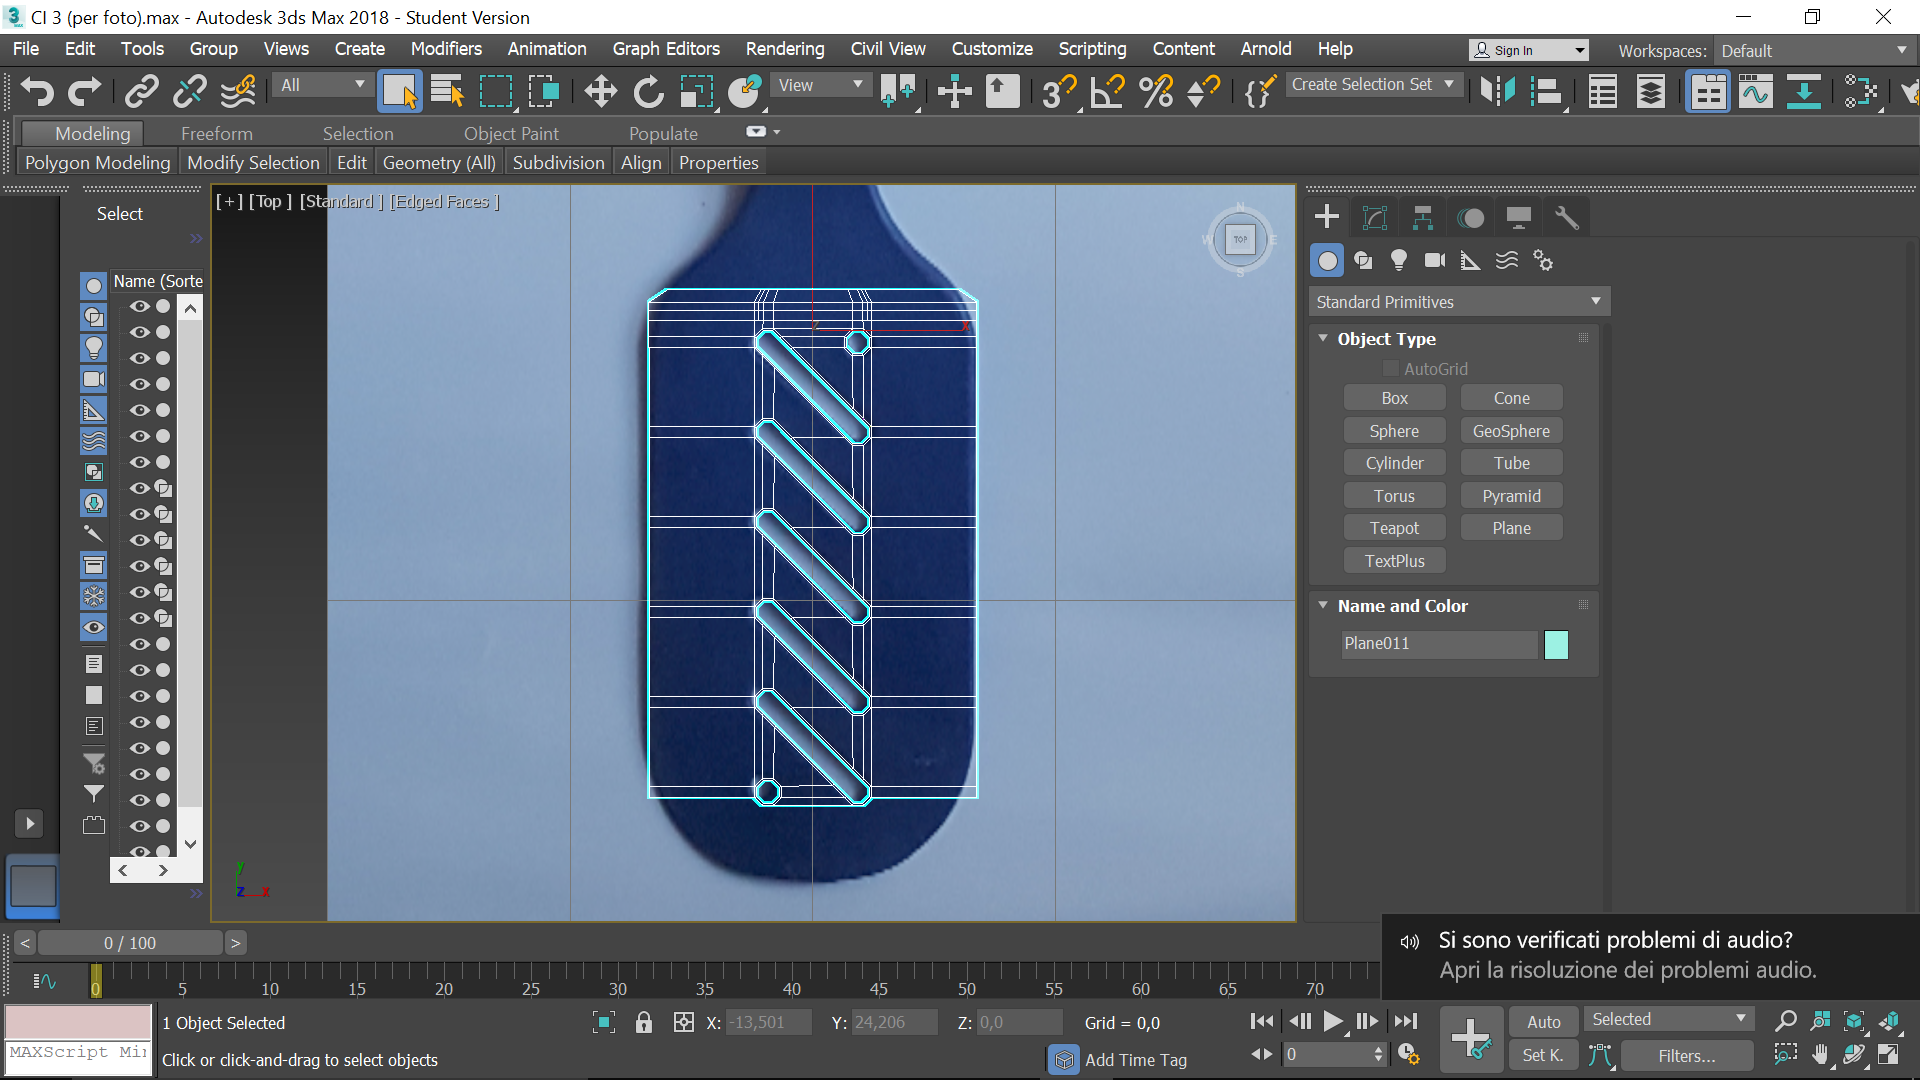 CI 3 (per foto).max - Autodesk 3ds Max 2018 - Student Version
File Edit Tools Group Views Create Modifiers Animation Graph Editors Rendering Civil View Customize Scripting Content Arnold Help
Sign In
Workspaces: Default
All
View
Create Selection Set
Modeling Freeform Selection Object Paint Populate
Polygon Modeling Modify Selection Edit Geometry (All) Subdivision Align Properties
Select
Name (Sorte
[+] [Top ] [Standard ] [Edged Faces ]
N
W TOP E
S
x
y
z x
Standard Primitives
Object Type
AutoGrid
Box Cone
Sphere GeoSphere
Cylinder Tube
Torus Pyramid
Teapot Plane
TextPlus
Name and Color
Plane011
< 0 / 100 >
0 5 10 15 20 25 30 35 40 45 50 55 60 65 70
Si sono verificati problemi di audio?
Apri la risoluzione dei problemi audio.
1 Object Selected
X: -13,501 Y: 24,206 Z: 0,0 Grid = 0,0
MAXScript Mi
Click or click-and-drag to select objects
Add Time Tag
0
Auto Selected
Set K. Filters...